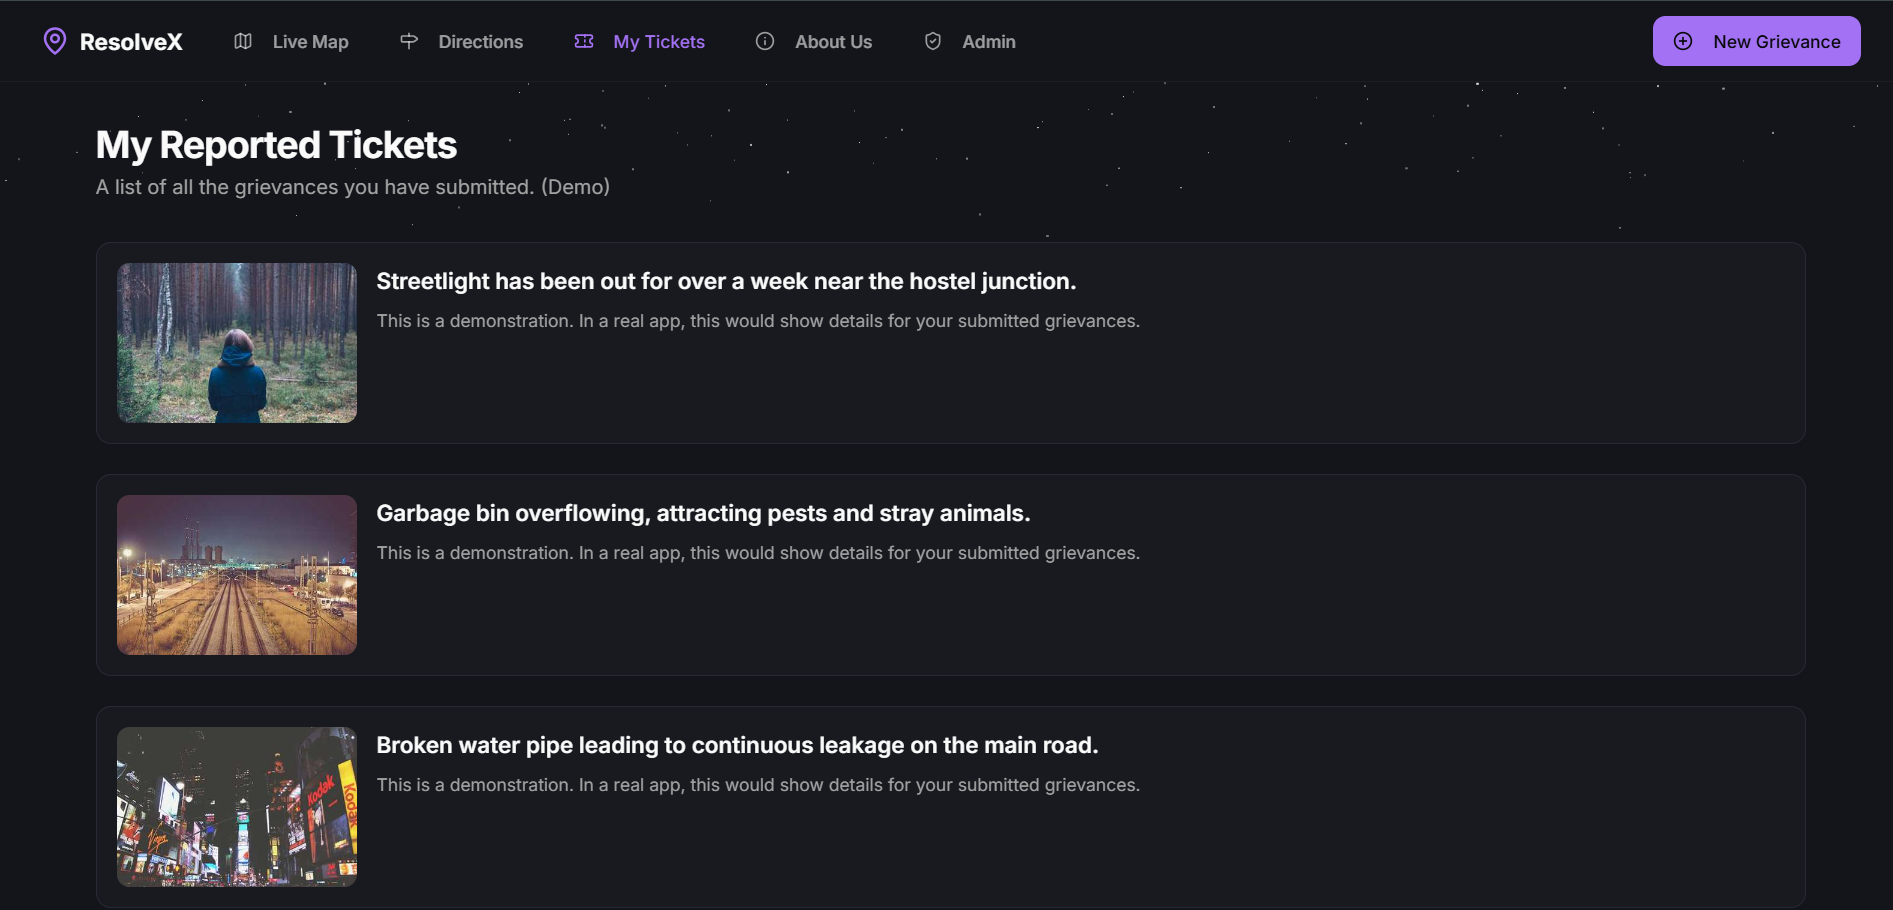 ResolveX
Live Map
Directions
My Tickets
About Us
Admin
New Grievance
My Reported Tickets
A list of all the grievances you have submitted. (Demo)
Streetlight has been out for over a week near the hostel junction.
This is a demonstration. In a real app, this would show details for your submitted grievances.
Garbage bin overflowing, attracting pests and stray animals.
This is a demonstration. In a real app, this would show details for your submitted grievances.
Broken water pipe leading to continuous leakage on the main road.
This is a demonstration. In a real app, this would show details for your submitted grievances.
Kodak
Kodak
Virgin